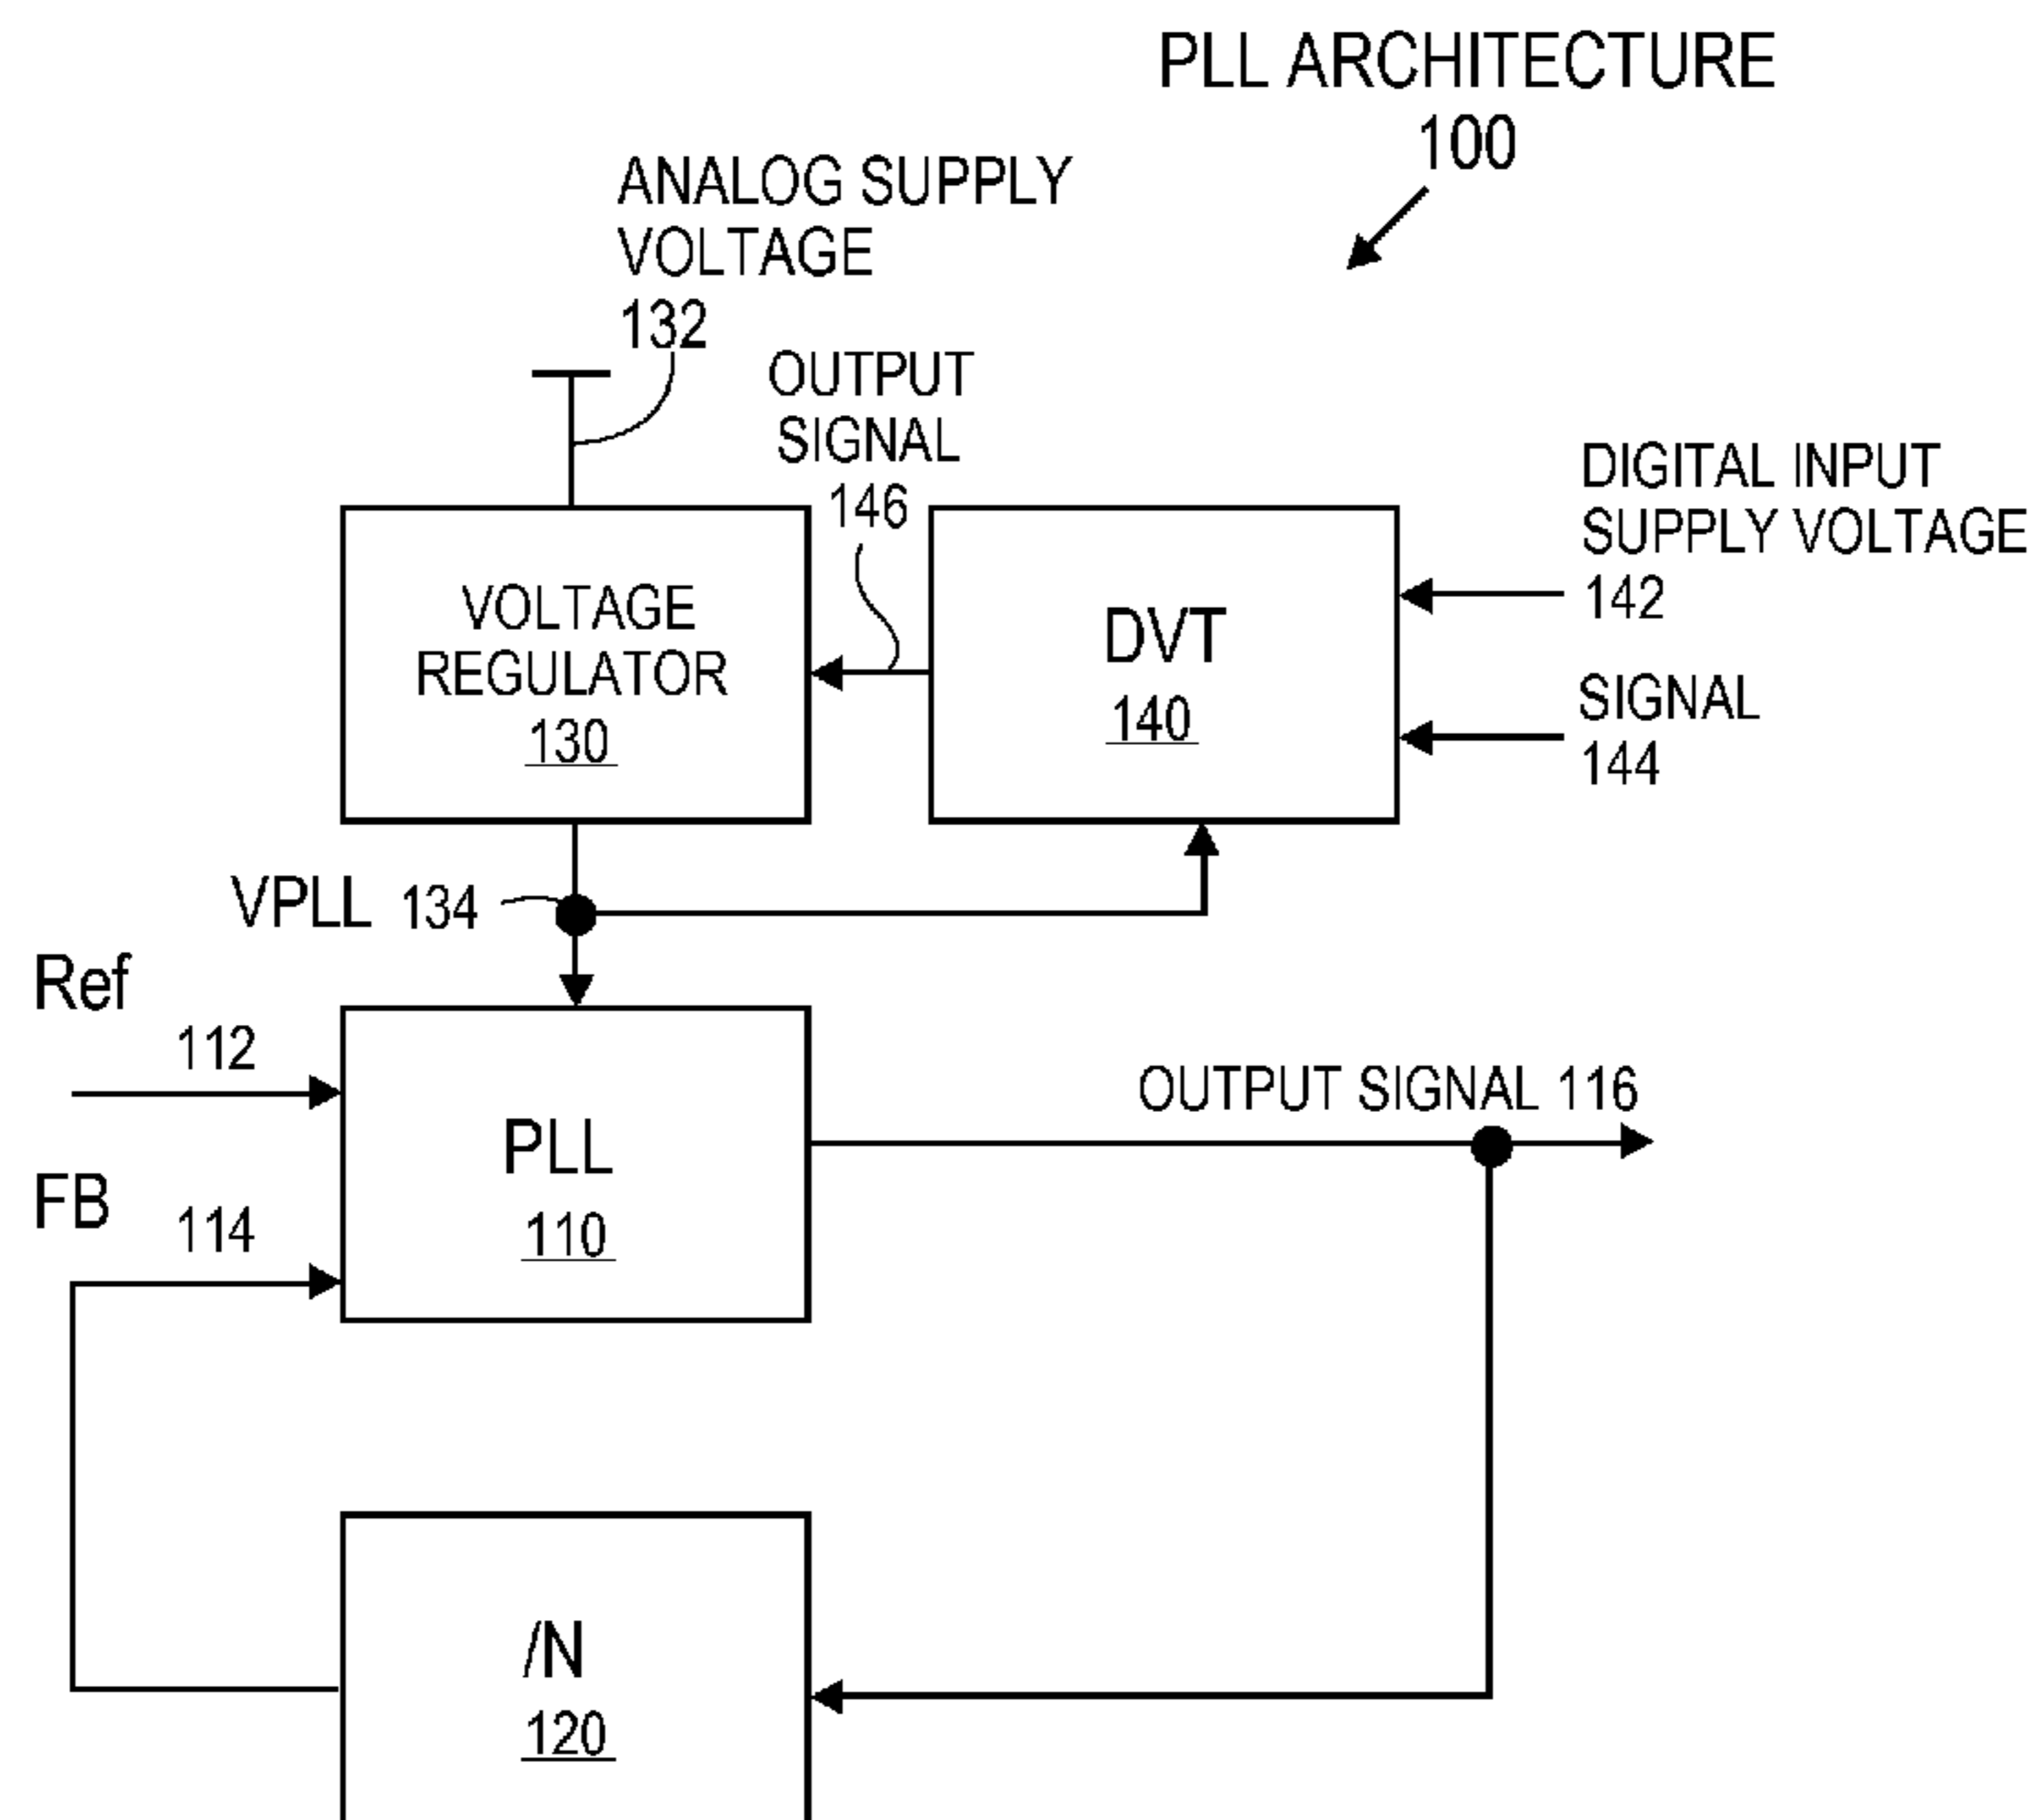 PLL ARCHITECTURE
100
ANALOG SUPPLY
VOLTAGE
132
OUTPUT
SIGNAL
146
DIGITAL INPUT
SUPPLY VOLTAGE
142
SIGNAL
144
VOLTAGE
REGULATOR
130
DVT
140
VPLL 134
Ref
112
FB
114
PLL
110
OUTPUT SIGNAL 116
/N
120